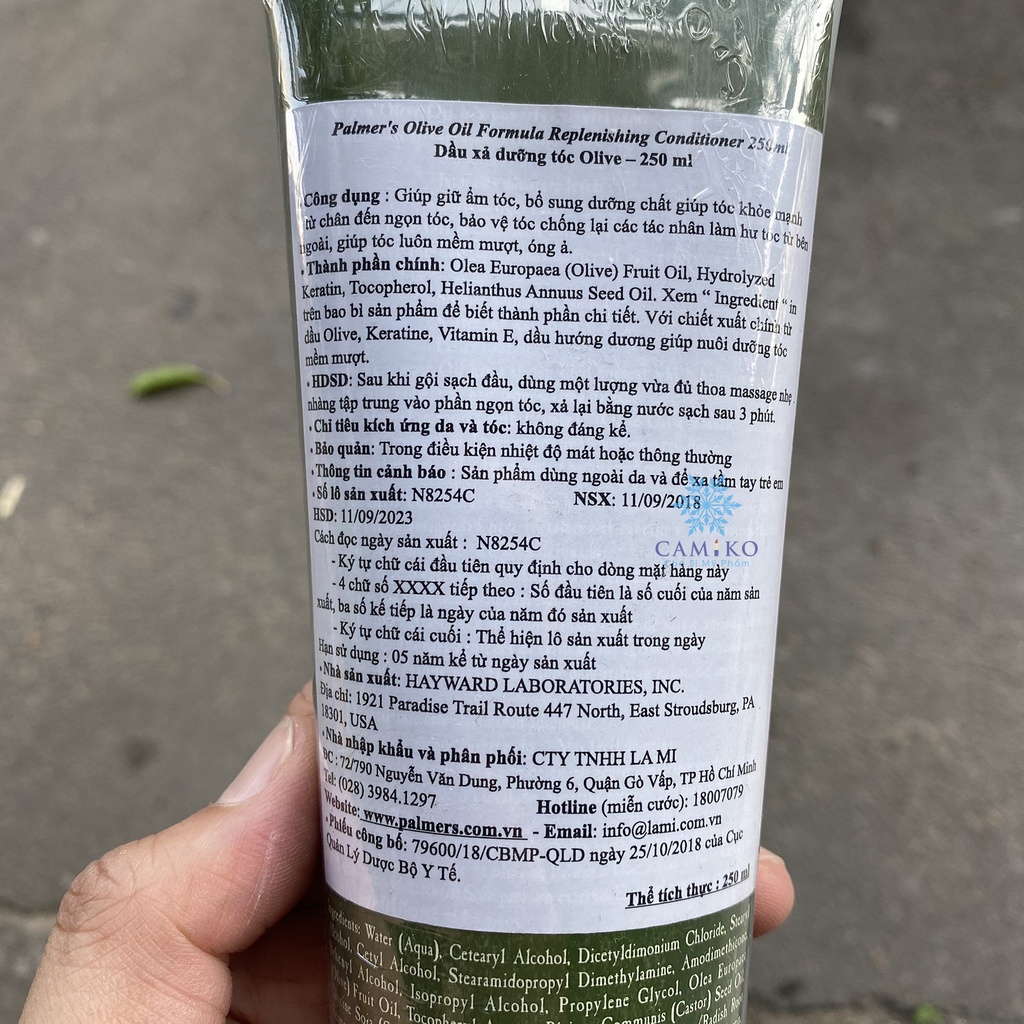 Palmer's Olive Oil Formula Replenishing Conditioner 250ml
Dầu xả dưỡng tóc Olive – 250 ml
Công dụng : Giúp giữ ẩm tóc, bổ sung dưỡng chất giúp tóc khỏe mạnh
từ chân đến ngọn tóc, bảo vệ tóc chống lại các tác nhân làm hư tóc từ bên
ngoài, giúp tóc luôn mềm mượt, óng ả.
• Thành phần chính: Olea Europaea (Olive) Fruit Oil, Hydrolyzed
Keratin, Tocopherol, Helianthus Annuus Seed Oil. Xem “ Ingredient “ in
trên bao bì sản phẩm để biết thành phần chi tiết. Với chiết xuất chính từ
dầu Olive, Keratine, Vitamin E, dầu hướng dương giúp nuôi dưỡng tóc
mềm mượt.
• HDSD: Sau khi gội sạch đầu, dùng một lượng vừa đủ thoa massage nhẹ
nhàng tập trung vào phần ngọn tóc, xả lại bằng nước sạch sau 3 phút.
• Chỉ tiêu kích ứng da và tóc: không đáng kể.
• Bảo quản: Trong điều kiện nhiệt độ mát hoặc thông thường
• Thông tin cảnh báo : Sản phẩm dùng ngoài da và để xa tầm tay trẻ em
• Số lô sản xuất: N8254C NSX: 11/09/2018
HSD: 11/09/2023
CAMIKO
Cách đọc ngày sản xuất : N8254C
- Ký tự chữ cái đầu tiên quy định cho dòng mặt hàng này
- 4 chữ số XXXX tiếp theo : Số đầu tiên là số cuối của năm sản
xuất, ba số kế tiếp là ngày của năm đó sản xuất
- Ký tự chữ cái cuối : Thể hiện lô sản xuất trong ngày
Hạn sử dụng : 05 năm kể từ ngày sản xuất
• Nhà sản xuất: HAYWARD LABORATORIES, INC.
Địa chỉ: 1921 Paradise Trail Route 447 North, East Stroudsburg, PA
18301, USA
• Nhà nhập khẩu và phân phối: CTY TNHH LA MI
ĐC : 72/790 Nguyễn Văn Dung, Phường 6, Quận Gò Vấp, TP Hồ Chí Minh
Tel: (028) 3984.1297 Hotline (miễn cước): 18007079
Website: www.palmers.com.vn - Email: info@lami.com.vn
• Phiếu công bố: 79600/18/CBMP-QLD ngày 25/10/2018 của Cục
Quản Lý Dược Bộ Y Tế.
Thể tích thực : 250 ml
Ingredients: Water (Aqua), Cetearyl Alcohol, Dicetyldimonium Chloride,
Cetyl Alcohol, Stearamidopropyl Dimethylamine, Amodimethicone,
Alcohol, Isopropyl Alcohol, Propylene Glycol, Olea Europaea
Fruit Oil, Communis (Castor) Seed